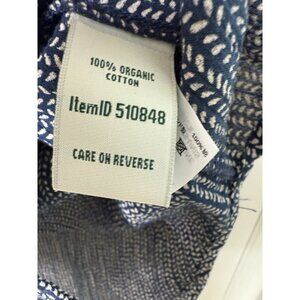 100% ORGANIC
COTTON
ItemID 510848
CARE ON REVERSE